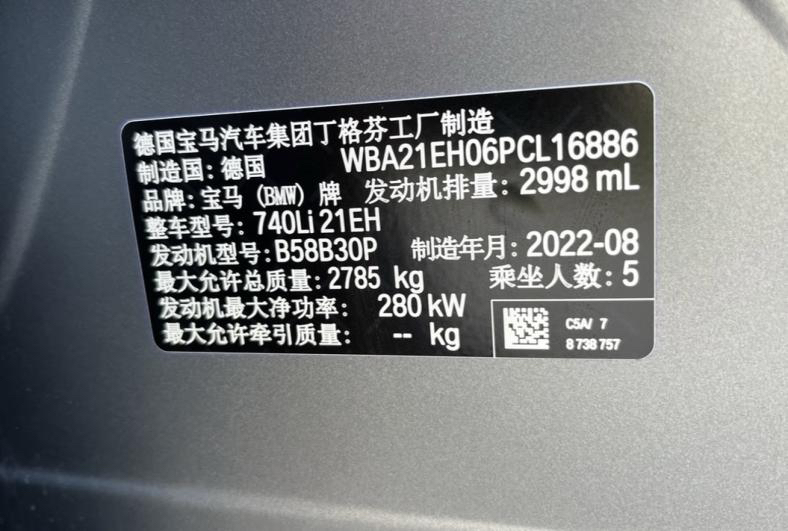 德国宝马汽车集团丁格芬工厂制造
制造国: 德国 WBA21EH06PCL16886
品牌: 宝马 (BMW) 牌 发动机排量: 2998 mL
整车型号: 740Li 21EH
发动机型号: B58B30P 制造年月: 2022-08
最大允许总质量: 2785 kg 乘坐人数: 5
发动机最大净功率: 280 kW
最大允许牵引质量: -- kg
C5A/ 7
8 738 757